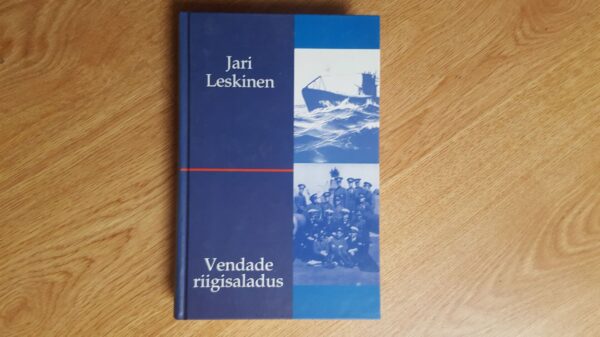 Jari
Leskinen
Vendade
riigisaladus